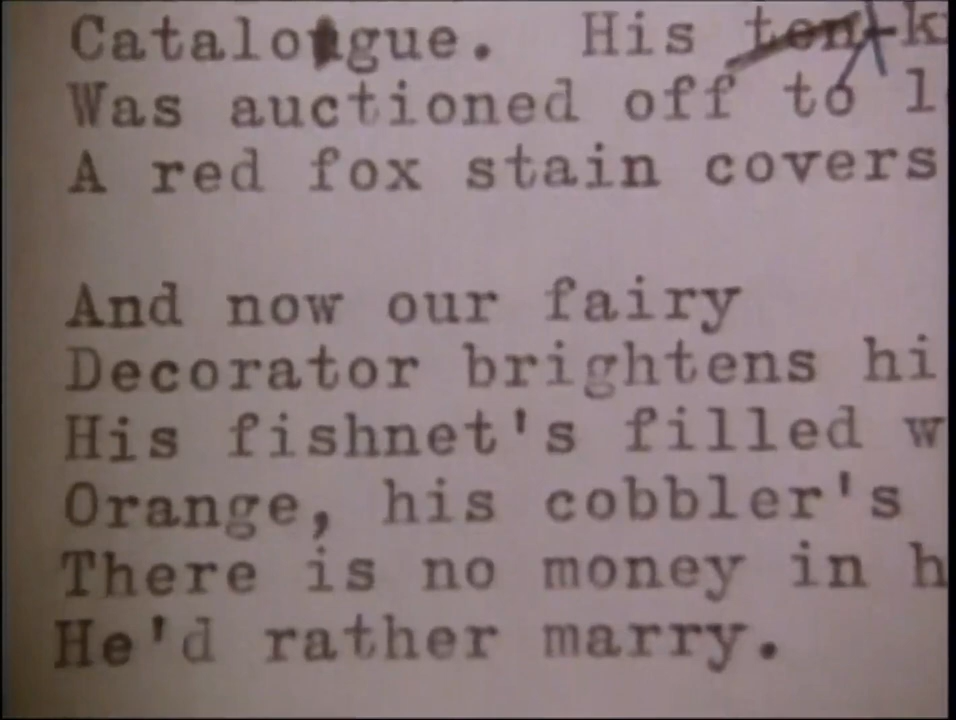 Catalogue. His ten-k
Was auctioned off to l
A red fox stain covers
And now our fairy
Decorator brightens hi
His fishnet's filled w
Orange, his cobbler's
There is no money in h
He'd rather marry.